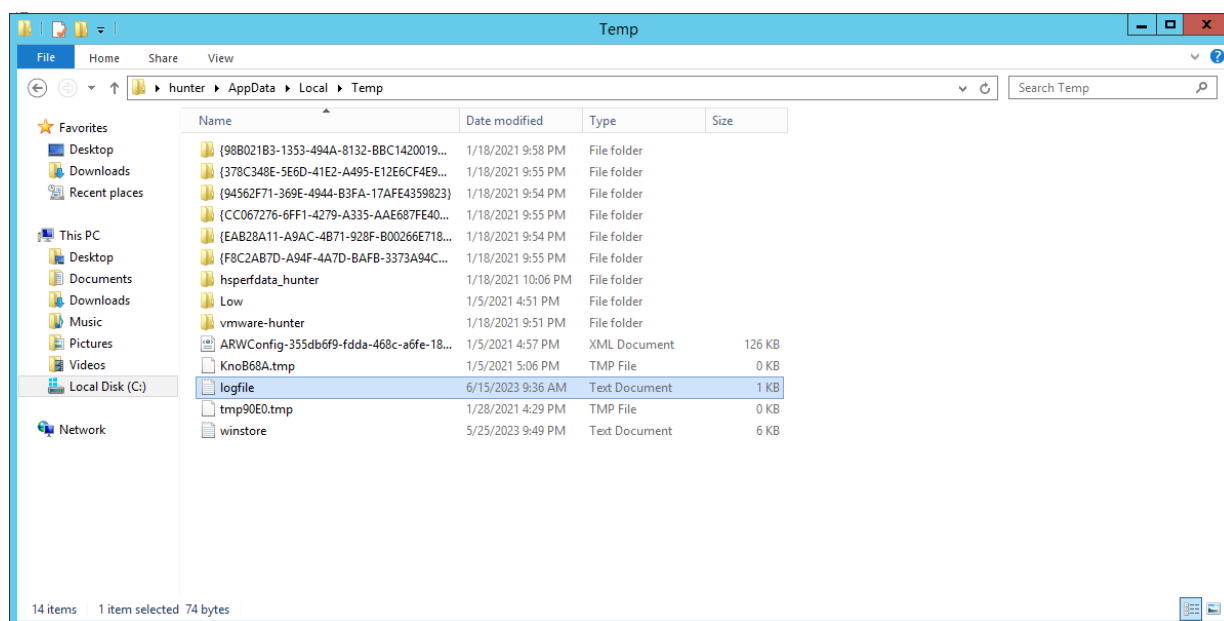 Temp
File Home Share View
hunter AppData Local Temp Search Temp
Name Date modified Type Size
Favorites
Desktop
Downloads
Recent places
This PC
Desktop
Documents
Downloads
Music
Pictures
Videos
Local Disk (C:)
Network
{98B021B3-1353-494A-8132-BBC1420019... 1/18/2021 9:58 PM File folder
{378C348E-5E6D-41E2-A495-E12E6CF4E9... 1/18/2021 9:55 PM File folder
{94562F71-369E-4944-B3FA-17AFE4359823} 1/18/2021 9:54 PM File folder
{CC067276-6FF1-4279-A335-AAE687FE40... 1/18/2021 9:55 PM File folder
{EAB28A11-A9AC-4B71-928F-B00266E718... 1/18/2021 9:54 PM File folder
{F8C2AB7D-A94F-4A7D-BAFB-3373A94C... 1/18/2021 9:55 PM File folder
hsperfdata_hunter 1/18/2021 10:06 PM File folder
Low 1/5/2021 4:51 PM File folder
vmware-hunter 1/18/2021 9:51 PM File folder
ARWConfig-355db6f9-fdda-468c-a6fe-18... 1/5/2021 4:57 PM XML Document 126 KB
KnoB68A.tmp 1/5/2021 5:06 PM TMP File 0 KB
logfile 6/15/2023 9:36 AM Text Document 1 KB
tmp90E0.tmp 1/28/2021 4:29 PM TMP File 0 KB
winstore 5/25/2023 9:49 PM Text Document 6 KB
14 items 1 item selected 74 bytes